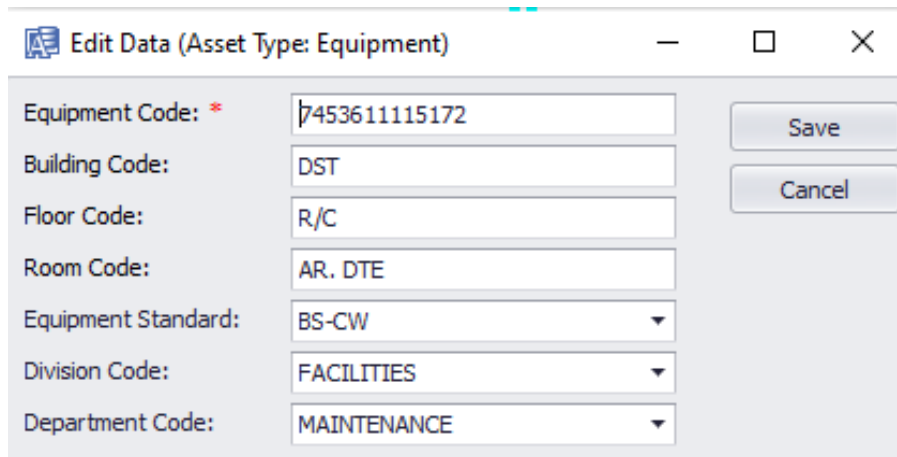 Edit Data (Asset Type: Equipment)
Equipment Code: * 7453611115172 Save
Building Code: DST
Cancel
Floor Code: R/C
Room Code: AR. DTE
Equipment Standard: BS-CW
Division Code: FACILITIES
Department Code: MAINTENANCE